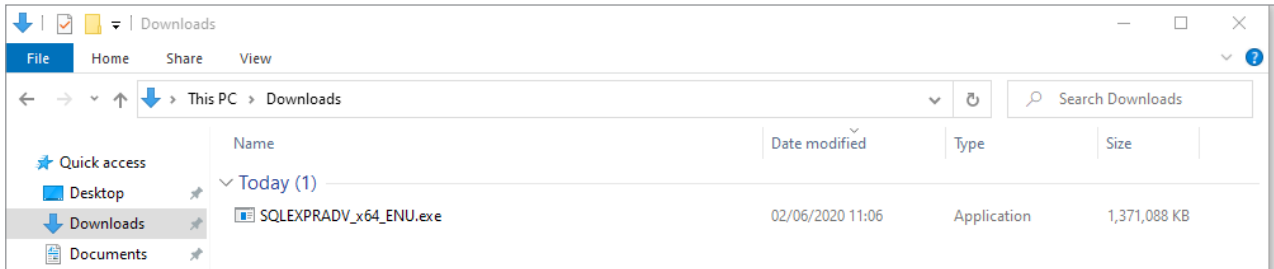 Downloads
File Home Share View
This PC > Downloads Search Downloads
Name Date modified Type Size
Quick access
Today (1)
Desktop
SQLEXPRADV_x64_ENU.exe 02/06/2020 11:06 Application 1,371,088 KB
Downloads
Documents